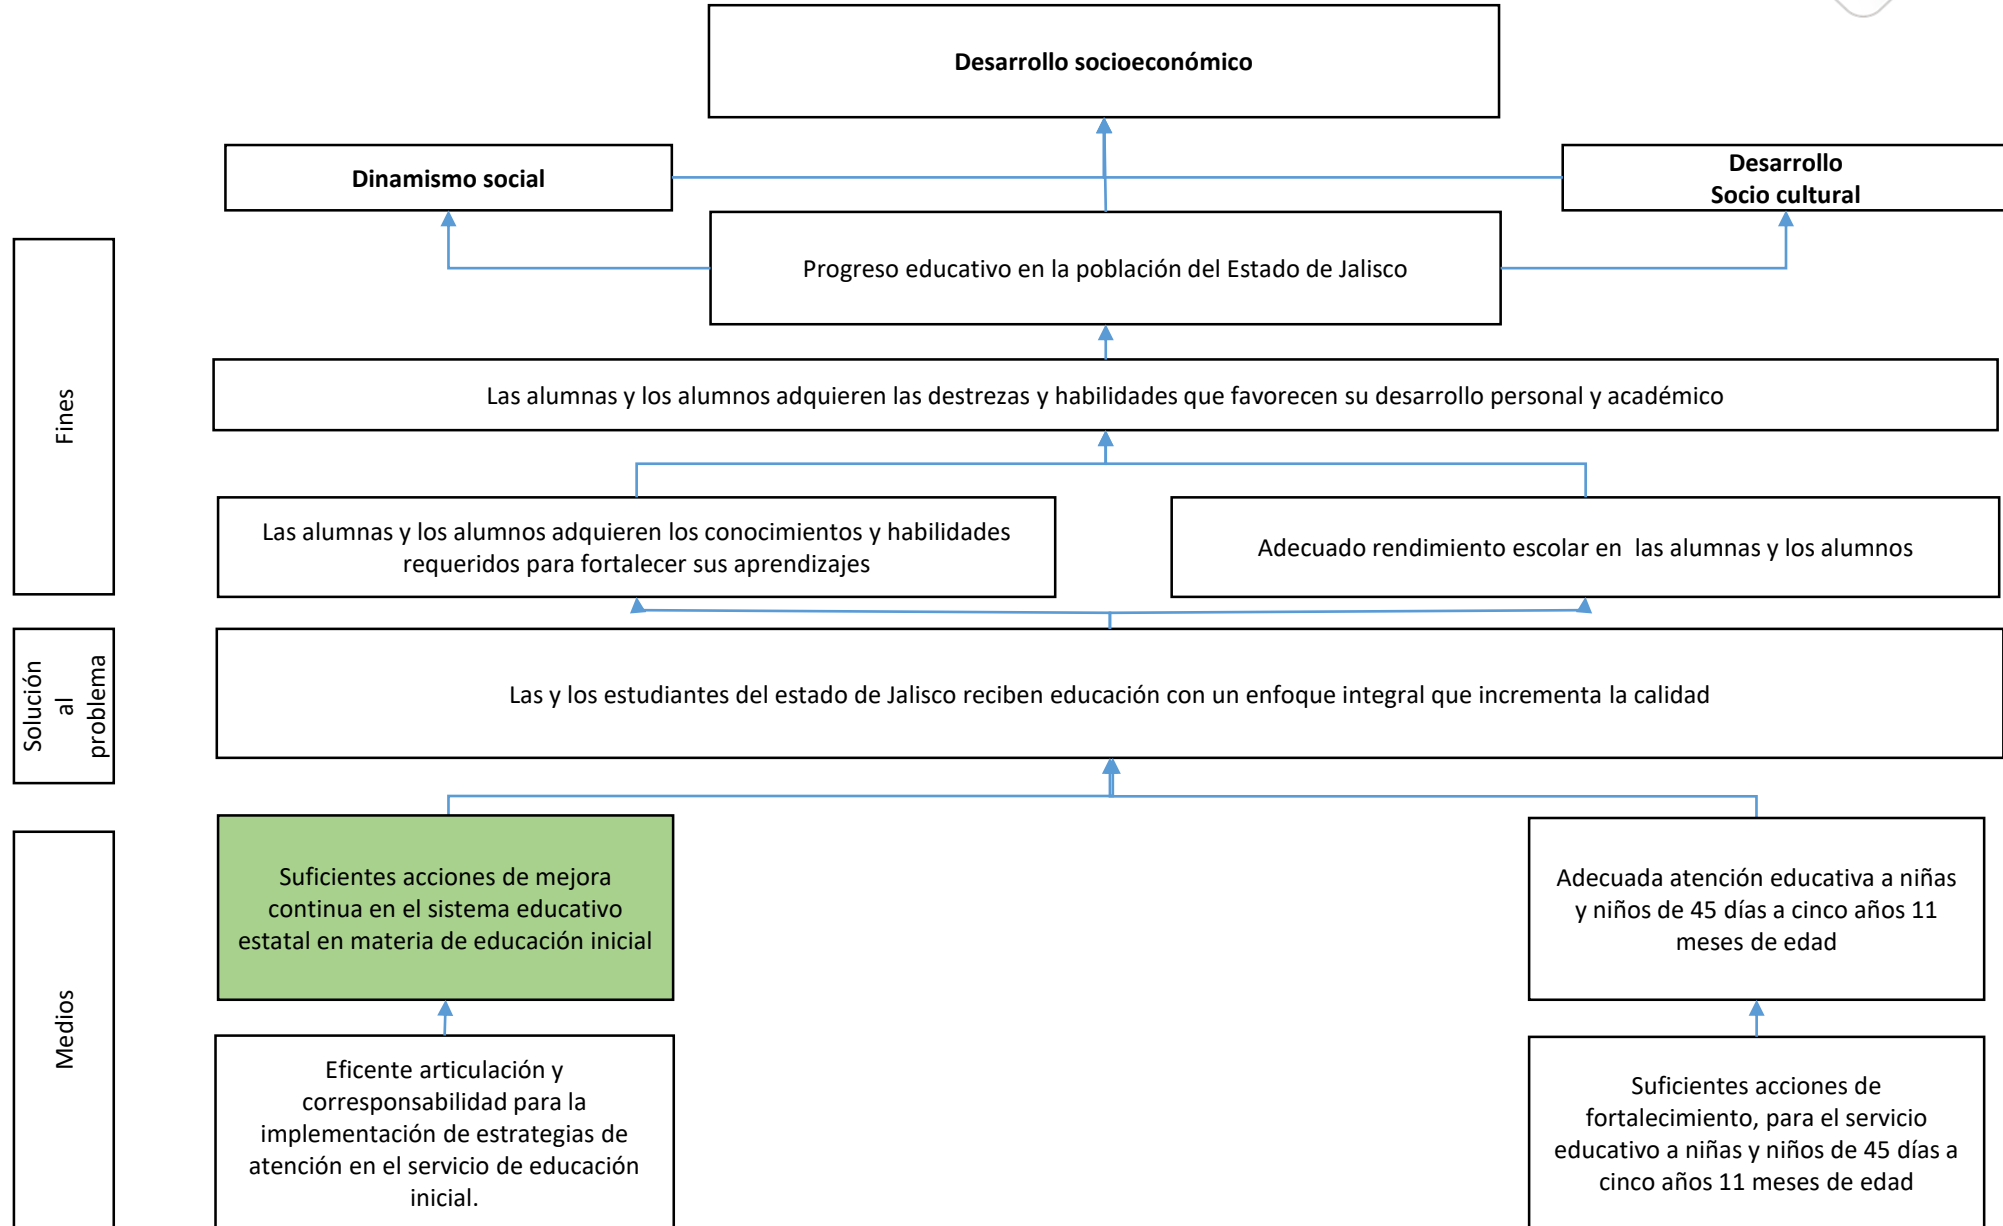 Desarrollo socioeconómico
Dinamismo social
Desarrollo
Socio cultural
Progreso educativo en la población del Estado de Jalisco
Fines
Las alumnas y los alumnos adquieren las destrezas y habilidades que favorecen su desarrollo personal y académico
Las alumnas y los alumnos adquieren los conocimientos y habilidades
requeridos para fortalecer sus aprendizajes
Adecuado rendimiento escolar en las alumnas y los alumnos
Solución
al
problema
Las y los estudiantes del estado de Jalisco reciben educación con un enfoque integral que incrementa la calidad
Medios
Suficientes acciones de mejora
continua en el sistema educativo
estatal en materia de educación inicial
Adecuada atención educativa a niñas
y niños de 45 días a cinco años 11
meses de edad
Eficente articulación y
corresponsabilidad para la
implementación de estrategias de
atención en el servicio de educación
inicial.
Suficientes acciones de
fortalecimiento, para el servicio
educativo a niñas y niños de 45 días a
cinco años 11 meses de edad